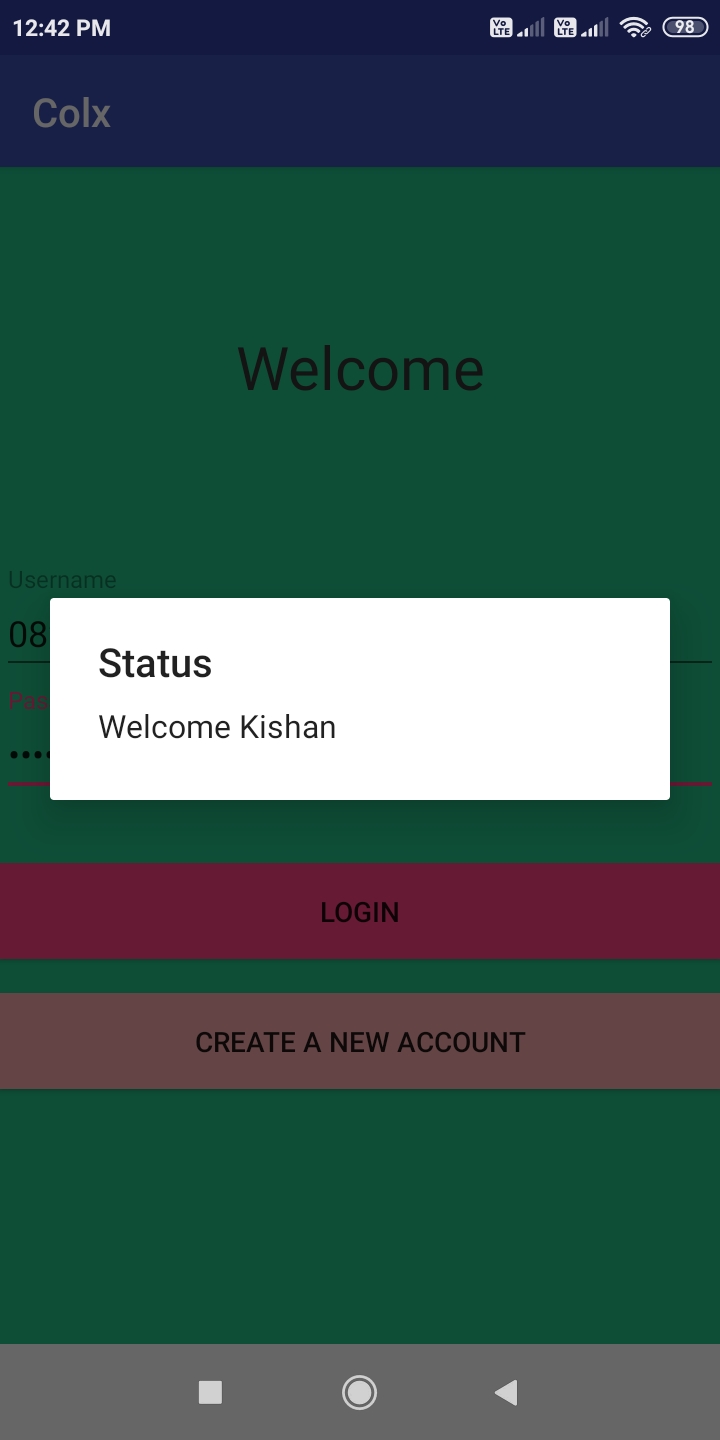 12:42 PM
Vo LTE Vo LTE 98
Colx
Welcome
Username
08
Status
Welcome Kishan
LOGIN
CREATE A NEW ACCOUNT